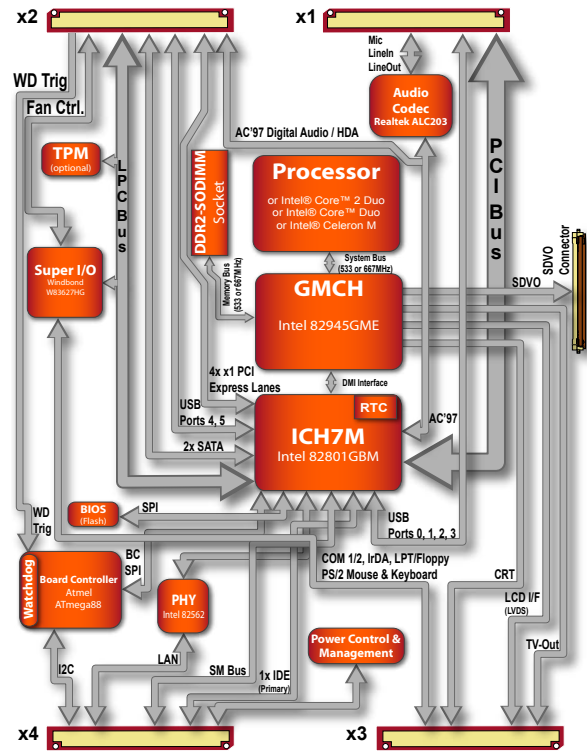 x2
x1
WD Trig
Fan Ctrl.
Mic
LineIn
LineOut
Audio
Codec
Realtek ALC203
AC'97 Digital Audio / HDA
TPM
(optional)
LPC Bus
DDR2-SODIMM
Socket
Processor
or Intel® Core™ 2 Duo
or Intel® Core™ Duo
or Intel® Celeron M
PCI Bus
Super I/O
Windbond
W83627HG
Memory Bus
(533 or 667MHz)
System Bus
(533 or 667MHz)
GMCH
Intel 82945GME
SDVO
SDVO
Connector
4x x1 PCI
Express Lanes
DMI Interface
USB
Ports 4, 5
RTC
ICH7M
Intel 82801GBM
AC'97
2x SATA
BIOS
(Flash)
SPI
WD
Trig
BC
SPI
USB
Ports 0, 1, 2, 3
COM 1/2, IrDA, LPT/Floppy
PS/2 Mouse & Keyboard
Watchdog
Board Controller
Atmel
ATmega88
PHY
Intel 82562
CRT
LCD I/F
(LVDS)
TV-Out
Power Control &
Management
I2C
LAN
SM Bus
1x IDE
(Primary)
x4
x3